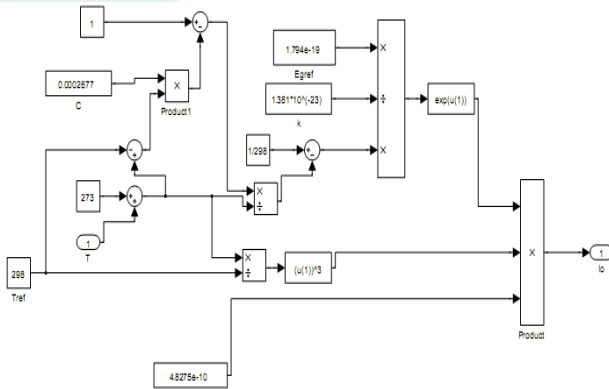 1
0.0002677
C
×
Product1
1.794e-19
Egref
1.381*10^(-23)
k
×
÷
×
exp(u(1))
1/298
273
1
T
298
Tref
×
÷
×
÷
(u(1))^3
4.8275e-10
×
Product
1
Io